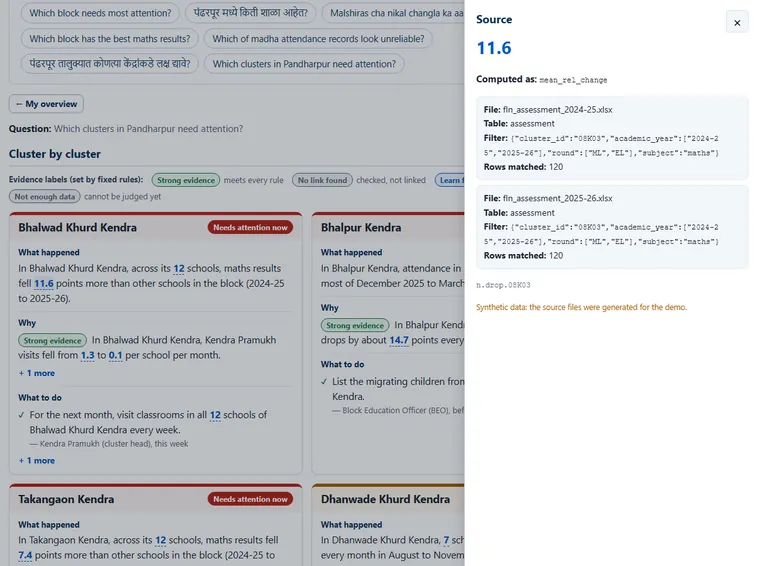 Which block needs most attention?
पंढरपूर मध्ये किती शाळा आहेत?
Malshiras cha nikal changla ka aa
Which block has the best maths results?
Which of madha attendance records look unreliable?
पंढरपूर तालुक्यात कोणत्या केंद्रांकडे लक्ष द्यावे?
Which clusters in Pandharpur need attention?
← My overview
Question: Which clusters in Pandharpur need attention?
Cluster by cluster
Evidence labels (set by fixed rules): Strong evidence meets every rule No link found checked, not linked Learn f
Not enough data cannot be judged yet
Bhalwad Khurd Kendra
Needs attention now
What happened
In Bhalwad Khurd Kendra, across its 12 schools, maths results
fell 11.6 points more than other schools in the block (2024-25
to 2025-26).
Why
Strong evidence In Bhalwad Khurd Kendra, Kendra Pramukh
visits fell from 1.3 to 0.1 per school per month.
+ 1 more
What to do
✓ For the next month, visit classrooms in all 12 schools of
Bhalwad Khurd Kendra every week.
— Kendra Pramukh (cluster head), this week
+ 1 more
Bhalpur Kendra
What happened
In Bhalpur Kendra, attendance in
most of December 2025 to March
Why
Strong evidence In Bhalpur Kend
drops by about 14.7 points every
What to do
✓ List the migrating children from
Kendra.
— Block Education Officer (BEO), bef
Takangaon Kendra
Needs attention now
What happened
In Takangaon Kendra, across its 12 schools, maths results fell
7.4 points more than other schools in the block (2024-25 to
Dhanwade Khurd Kendra
What happened
In Dhanwade Khurd Kendra, 7 sch
every month in August to Novem
Source
×
11.6
Computed as: mean_rel_change
File: fln_assessment_2024-25.xlsx
Table: assessment
Filter: {"cluster_id":"08K03","academic_year":["2024-2
5","2025-26"],"round":["ML","EL"],"subject":"maths"}
Rows matched: 120
File: fln_assessment_2025-26.xlsx
Table: assessment
Filter: {"cluster_id":"08K03","academic_year":["2024-2
5","2025-26"],"round":["ML","EL"],"subject":"maths"}
Rows matched: 120
n.drop.08K03
Synthetic data: the source files were generated for the demo.